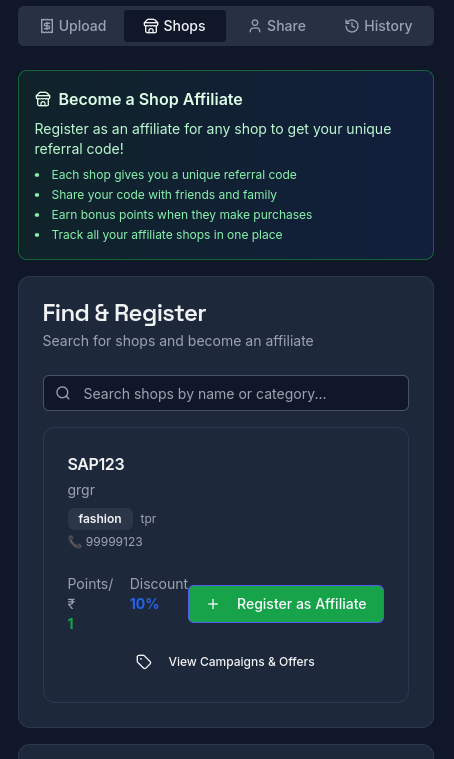 Upload Shops Share History
Become a Shop Affiliate
Register as an affiliate for any shop to get your unique
referral code!
• Each shop gives you a unique referral code
• Share your code with friends and family
• Earn bonus points when they make purchases
• Track all your affiliate shops in one place
Find & Register
Search for shops and become an affiliate
Search shops by name or category...
SAP123
grgr
fashion tpr
📞 99999123
Points/ Discount
₹ 10% + Register as Affiliate
1
View Campaigns & Offers